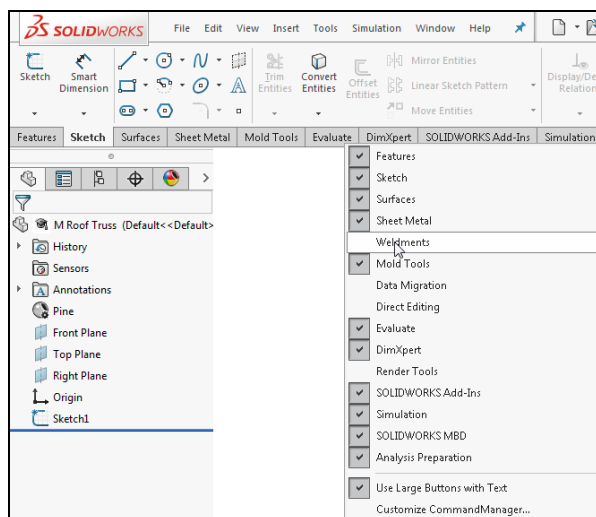 SOLIDWORKS File Edit View Insert Tools Simulation Window Help
Sketch Smart Dimension Trim Entities Convert Entities Offset Entities Mirror Entities Display/De Relation
Linear Sketch Pattern
Move Entities
Features Sketch Surfaces Sheet Metal Mold Tools Evaluate DimXpert SOLIDWORKS Add-Ins Simulation
M Roof Truss (Default<<Default>
History
Sensors
Annotations
Pine
Front Plane
Top Plane
Right Plane
Origin
Sketch1
Features
Sketch
Surfaces
Sheet Metal
Weldments
Mold Tools
Data Migration
Direct Editing
Evaluate
DimXpert
Render Tools
SOLIDWORKS Add-Ins
Simulation
SOLIDWORKS MBD
Analysis Preparation
Use Large Buttons with Text
Customize CommandManager...